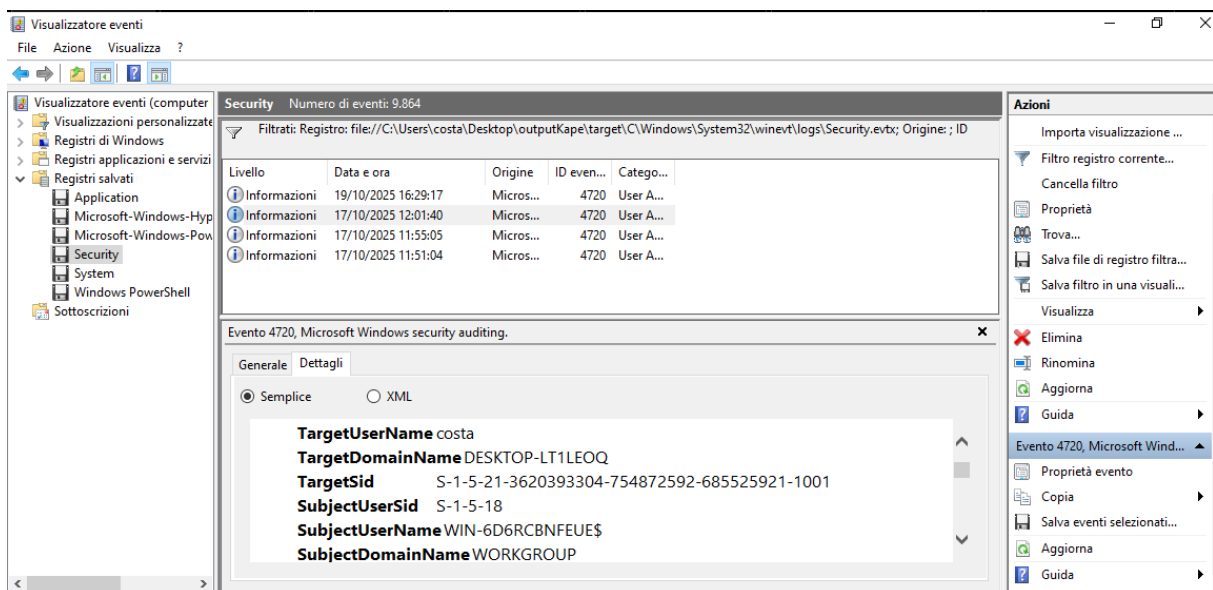 Visualizzatore eventi
File Azione Visualizza ?
Visualizzatore eventi (computer
Visualizzazioni personalizzate
Registri di Windows
Registri applicazioni e servizi
Registri salvati
Application
Microsoft-Windows-Hyp
Microsoft-Windows-Pow
Security
System
Windows PowerShell
Sottoscrizioni
Security Numero di eventi: 9.864
Filtrati: Registro: file://C:\Users\costa\Desktop\outputKape\target\C\Windows\System32\winevt\logs\Security.evtx; Origine: ; ID
Livello Data e ora Origine ID even... Catego...
Informazioni 19/10/2025 16:29:17 Micros... 4720 User A...
Informazioni 17/10/2025 12:01:40 Micros... 4720 User A...
Informazioni 17/10/2025 11:55:05 Micros... 4720 User A...
Informazioni 17/10/2025 11:51:04 Micros... 4720 User A...
Evento 4720, Microsoft Windows security auditing.
Generale Dettagli
Semplice XML
TargetUserName costa
TargetDomainName DESKTOP-LT1LEOQ
TargetSid S-1-5-21-3620393304-754872592-685525921-1001
SubjectUserSid S-1-5-18
SubjectUserName WIN-6D6RCBNFEUE$
SubjectDomainName WORKGROUP
Azioni
Importa visualizzazione ...
Filtro registro corrente...
Cancella filtro
Proprietà
Trova...
Salva file di registro filtra...
Salva filtro in una visuali...
Visualizza
Elimina
Rinomina
Aggiorna
Guida
Evento 4720, Microsoft Wind...
Proprietà evento
Copia
Salva eventi selezionati...
Aggiorna
Guida